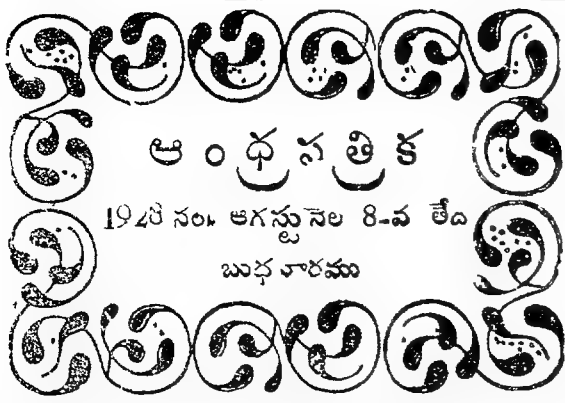 ఆంధ్రపత్రిక
1928 సం॥ ఆగస్టునెల 8-వ తేది
బుధవారము